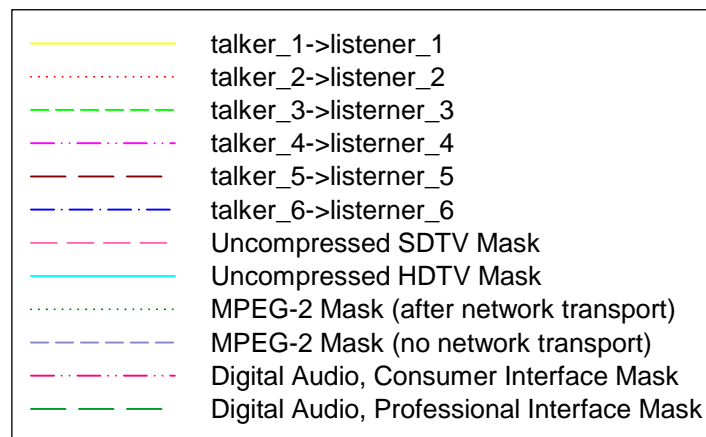 talker_1->listener_1
talker_2->listener_2
talker_3->listerner_3
talker_4->listerner_4
talker_5->listerner_5
talker_6->listerner_6
Uncompressed SDTV Mask
Uncompressed HDTV Mask
MPEG-2 Mask (after network transport)
MPEG-2 Mask (no network transport)
Digital Audio, Consumer Interface Mask
Digital Audio, Professional Interface Mask